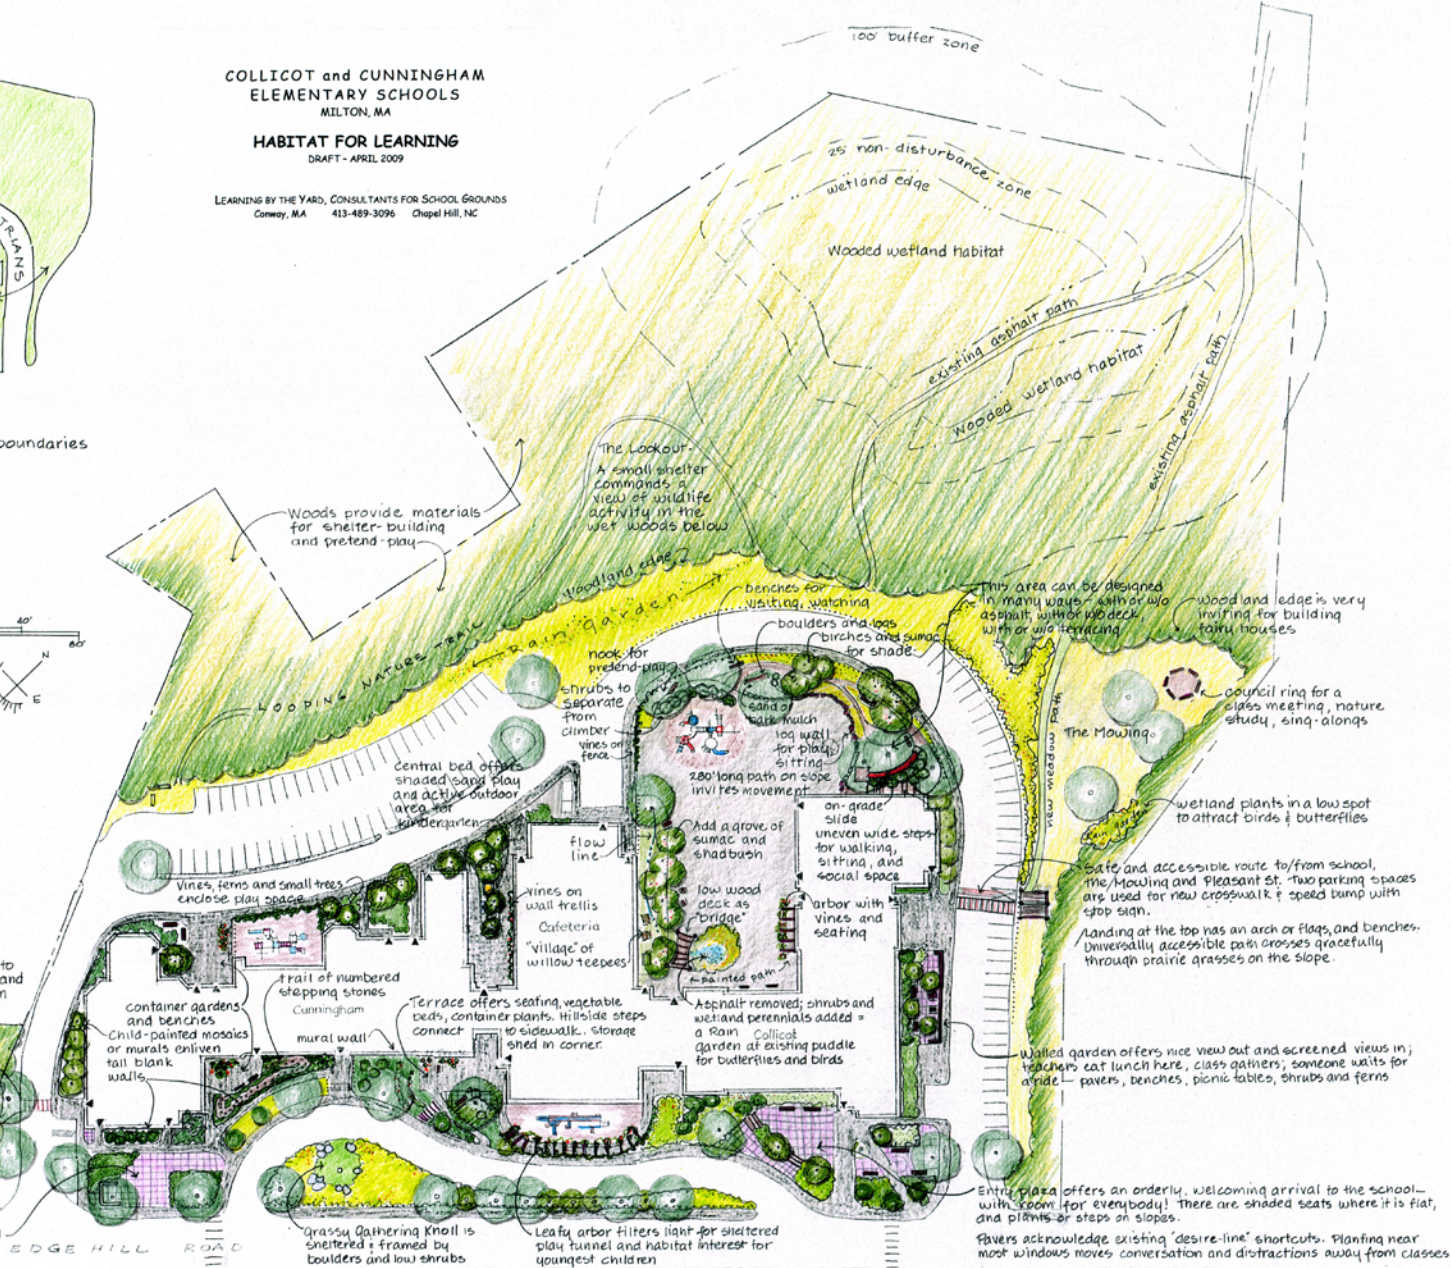 COLLICOT and CUNNINGHAM
ELEMENTARY SCHOOLS
MILTON, MA
HABITAT FOR LEARNING
DRAFT - APRIL 2009
LEARNING BY THE YARD, CONSULTANTS FOR SCHOOL GROUNDS
Conway, MA 413-489-3096 Chapel Hill, NC
100' buffer zone
25' non-disturbance zone
wetland edge
Wooded wetland habitat
existing asphalt path
wooded wetland habitat
existing asphalt path
TRIANS
boundaries
40'
80'
N
E
The Lookout-
A small shelter
commands a
view of wildlife
activity in the
wet woods below
Woods provide materials
for shelter-building
and pretend-play
Woodland edge
Rain Garden
LOOPING NATURE TRAIL
benches for
visiting, watching
boulders and logs
birches and sumac
for shade
This area can be designed
in many ways - with or w/o
asphalt, with or w/o deck,
with or w/o terracing
woodland edge is very
inviting for building
fairy houses
nook for
pretend-play
shrubs to
separate
from
climber
vines on
fence
sand or
bark mulch
log wall
for play,
sitting
280' long path on slope
invites movement
council ring for a
class meeting, nature
study, sing-alongs
The Mowing
new meadow path
rain garden
wetland plants in a low spot
to attract birds & butterflies
Central bed offers
shaded sand play
and active outdoor
area for
kindergarten
flow
line
Add a grove of
sumac and
shadbush
on-grade
slide
uneven wide steps
for walking,
sitting, and
social space
Safe and accessible route to/from school,
the Mowing and Pleasant St. Two parking spaces
are used for new crosswalk & speed bump with
stop sign.
Landing at the top has an arch or flags, and benches.
Universally accessible path crosses gracefully
through prairie grasses on the slope.
Vines, ferns and small trees
enclose play space
vines on
wall trellis
Cafeteria
"village" of
willow teepees
low wood
deck as
"bridge"
arbor with
vines and
seating
painted path
to
and
n
trail of numbered
stepping stones
Cunningham
container gardens
and benches
Child-painted mosaics
or murals enliven
tall blank
walls
mural wall
Terrace offers seating, vegetable
beds, container plants. Hillside steps
connect to sidewalk. Storage
shed in corner.
Asphalt removed; shrubs and
wetland perennials added =
a Rain Collicot
garden at existing puddle
for butterflies and birds
Walled garden offers nice view out and screened views in;
teachers eat lunch here, class gathers; someone waits for
a ride - pavers, benches, picnic tables, shrubs and ferns
Entry plaza offers an orderly, welcoming arrival to the school-
with room for everybody! There are shaded seats where it is flat,
and plants or steps on slopes.
Pavers acknowledge existing "desire-line" shortcuts. Planting near
most windows moves conversation and distractions away from classes
EDGE HILL ROAD
grassy Gathering Knoll is
sheltered & framed by
boulders and low shrubs
Leafy arbor filters light for sheltered
play tunnel and habitat interest for
youngest children